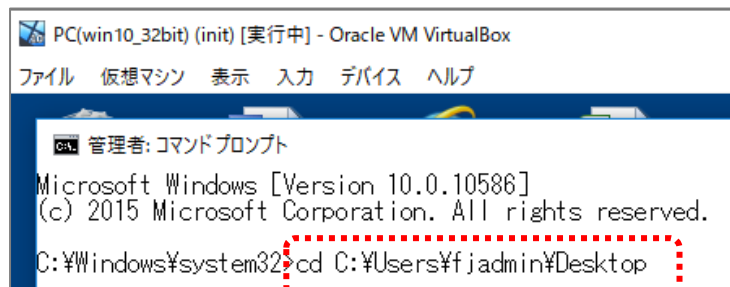 PC(win10_32bit) (init) [実行中] - Oracle VM VirtualBox
ファイル 仮想マシン 表示 入力 デバイス ヘルプ
管理者: コマンド プロンプト
Microsoft Windows [Version 10.0.10586]
(c) 2015 Microsoft Corporation. All rights reserved.
C:¥Windows¥system32>cd C:¥Users¥fjadmin¥Desktop